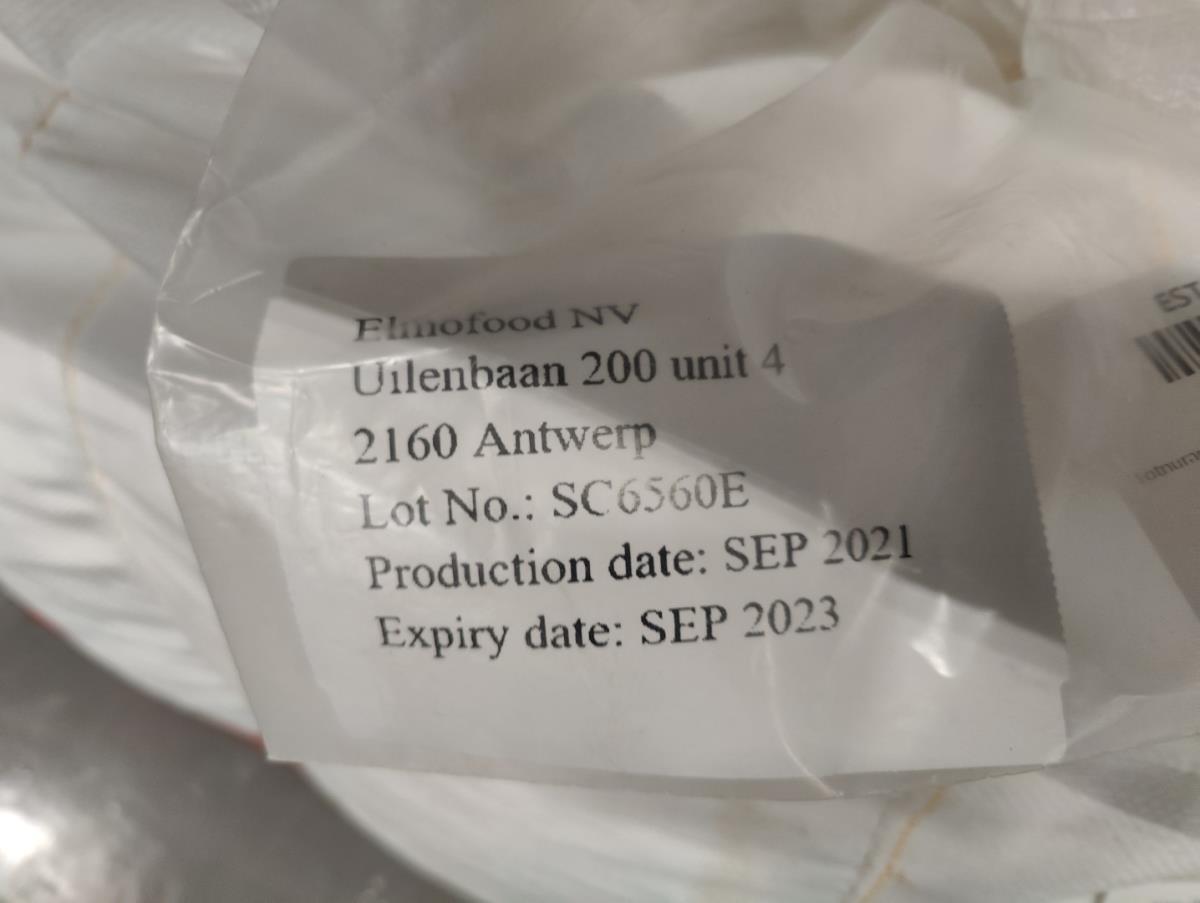 Elmofood NV
Uilenbaan 200 unit 4
2160 Antwerp
Lot No.: SC6560E
Production date: SEP 2021
Expiry date: SEP 2023
EST